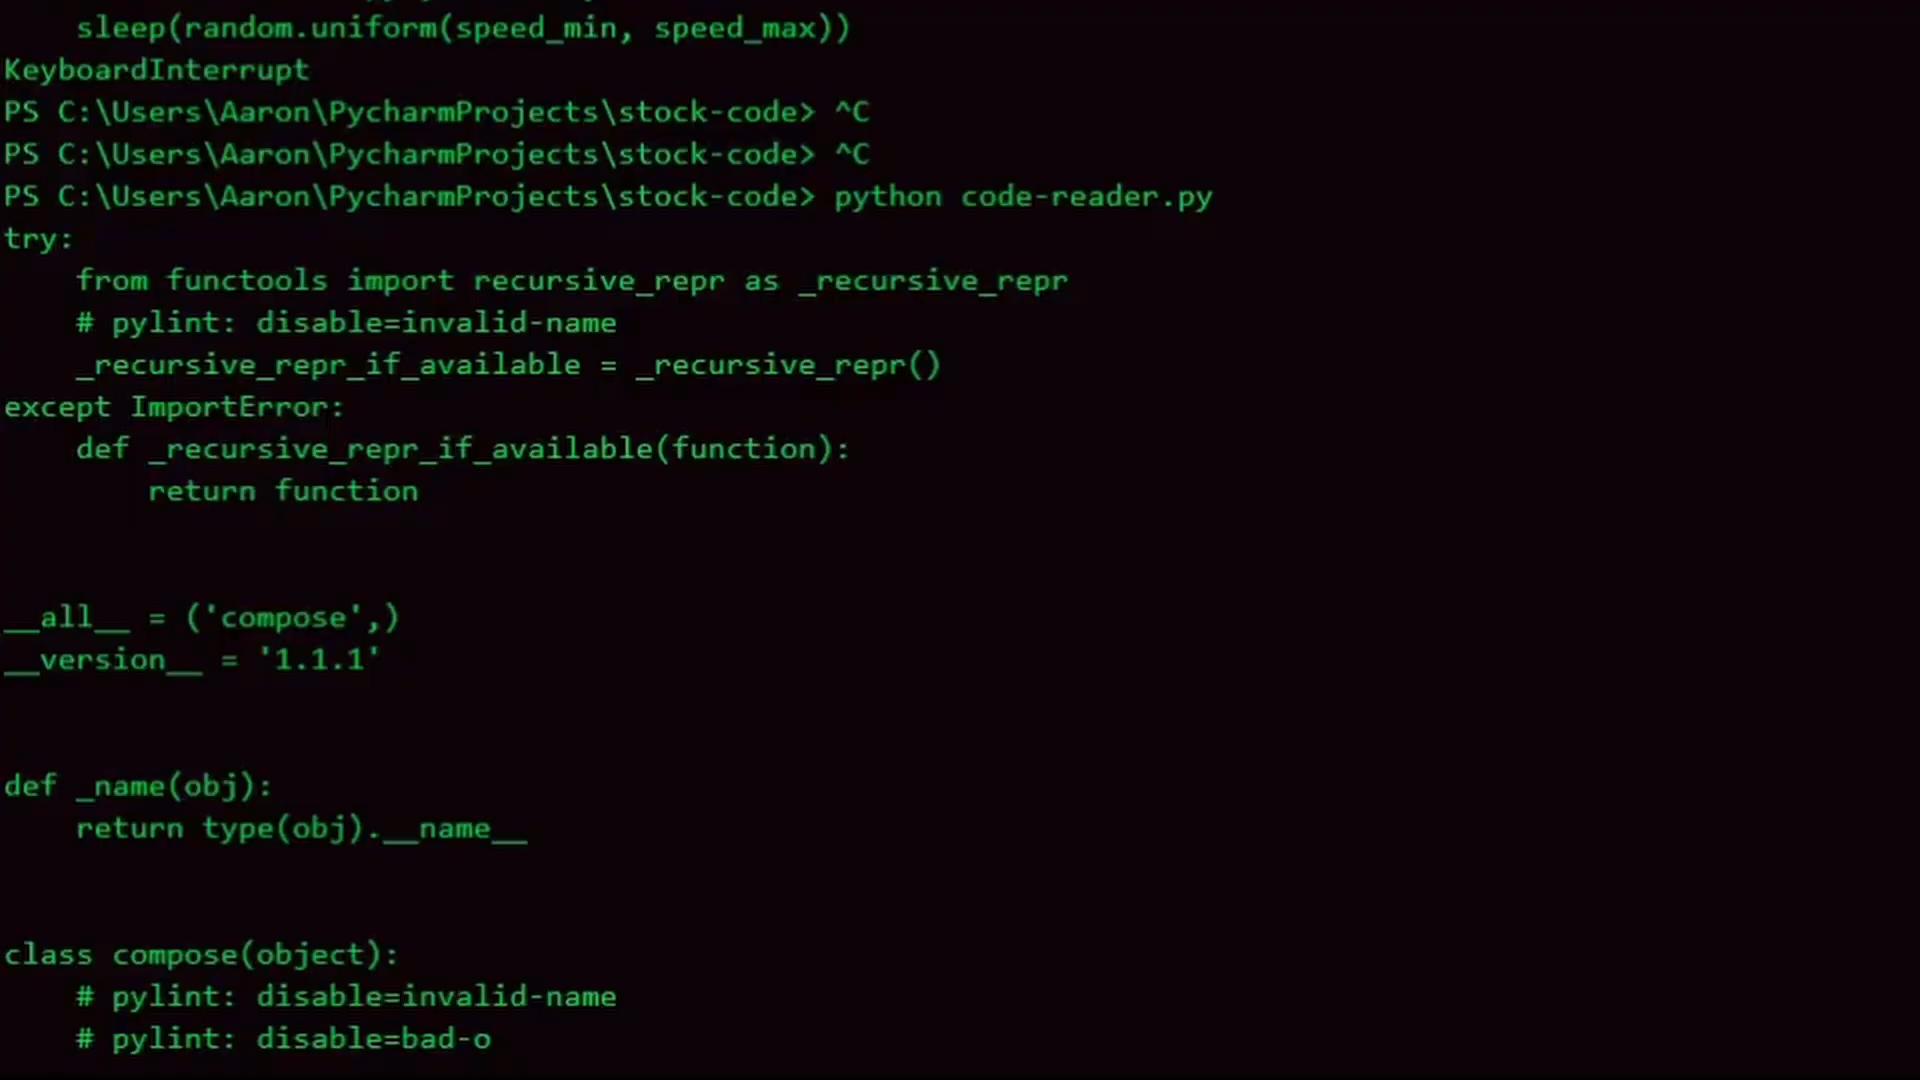 sleep(random.uniform(speed_min, speed_max))
KeyboardInterrupt
PS C:\Users\Aaron\PycharmProjects\stock-code> ^C
PS C:\Users\Aaron\PycharmProjects\stock-code> ^C
PS C:\Users\Aaron\PycharmProjects\stock-code> python code-reader.py
try:
    from functools import recursive_repr as _recursive_repr
    # pylint: disable=invalid-name
    _recursive_repr_if_available = _recursive_repr()
except ImportError:
    def _recursive_repr_if_available(function):
        return function
__all__ = ('compose',)
__version__ = '1.1.1'
def _name(obj):
    return type(obj).__name__
class compose(object):
    # pylint: disable=invalid-name
    # pylint: disable=bad-o